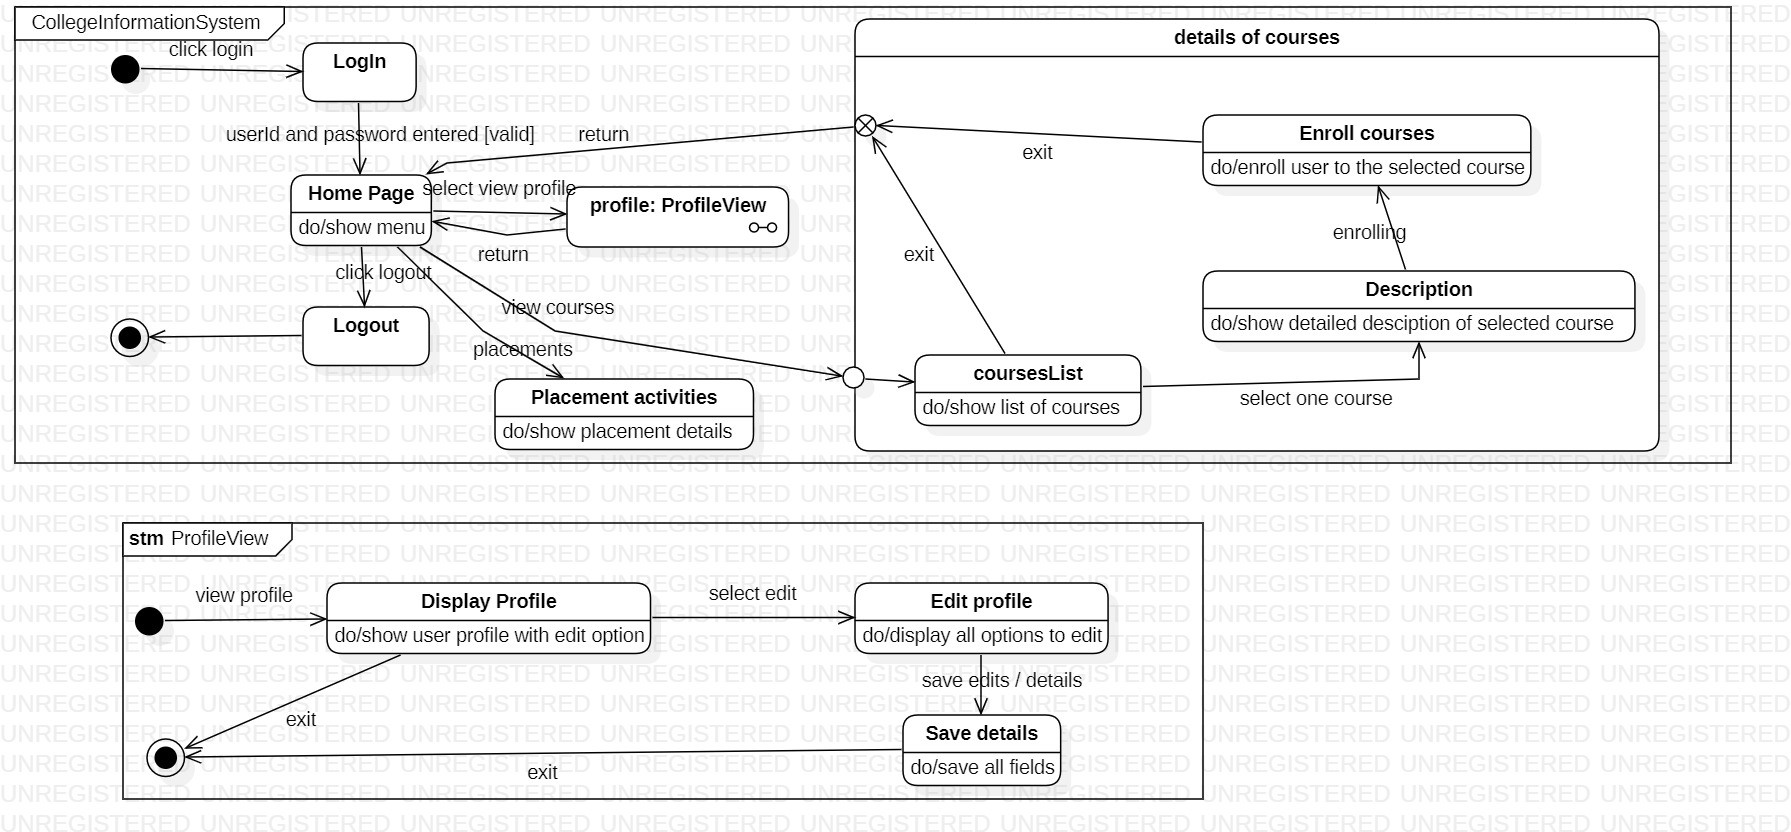 CollegeInformationSystem
click login
LogIn
userId and password entered [valid]
return
Home Page
do/show menu
select view profile
profile: ProfileView
return
click logout
view courses
Logout
placements
Placement activities
do/show placement details
details of courses
Enroll courses
do/enroll user to the selected course
exit
enrolling
exit
Description
do/show detailed desciption of selected course
coursesList
do/show list of courses
select one course
stm ProfileView
view profile
Display Profile
do/show user profile with edit option
select edit
Edit profile
do/display all options to edit
save edits / details
exit
Save details
do/save all fields
exit
UNREGISTERED